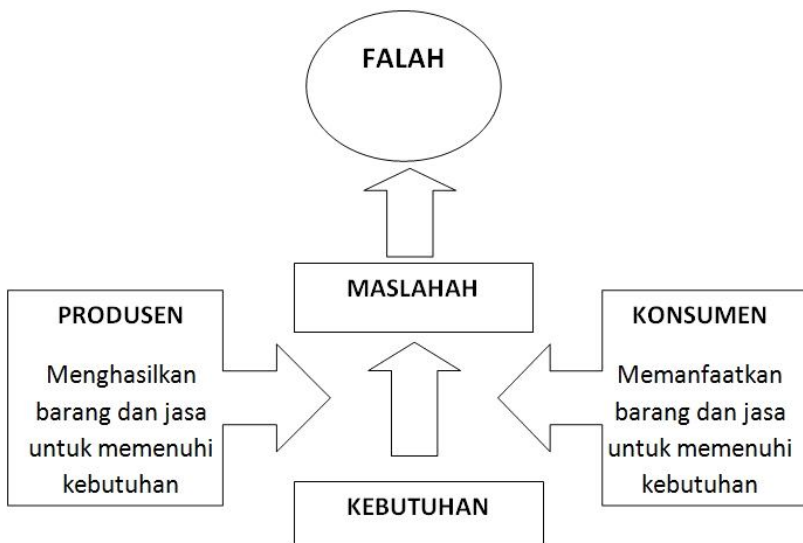 FALAH
MASLAHAH
PRODUSEN
Menghasilkan
barang dan jasa
untuk memenuhi
kebutuhan
KONSUMEN
Memanfaatkan
barang dan jasa
untuk memenuhi
kebutuhan
KEBUTUHAN